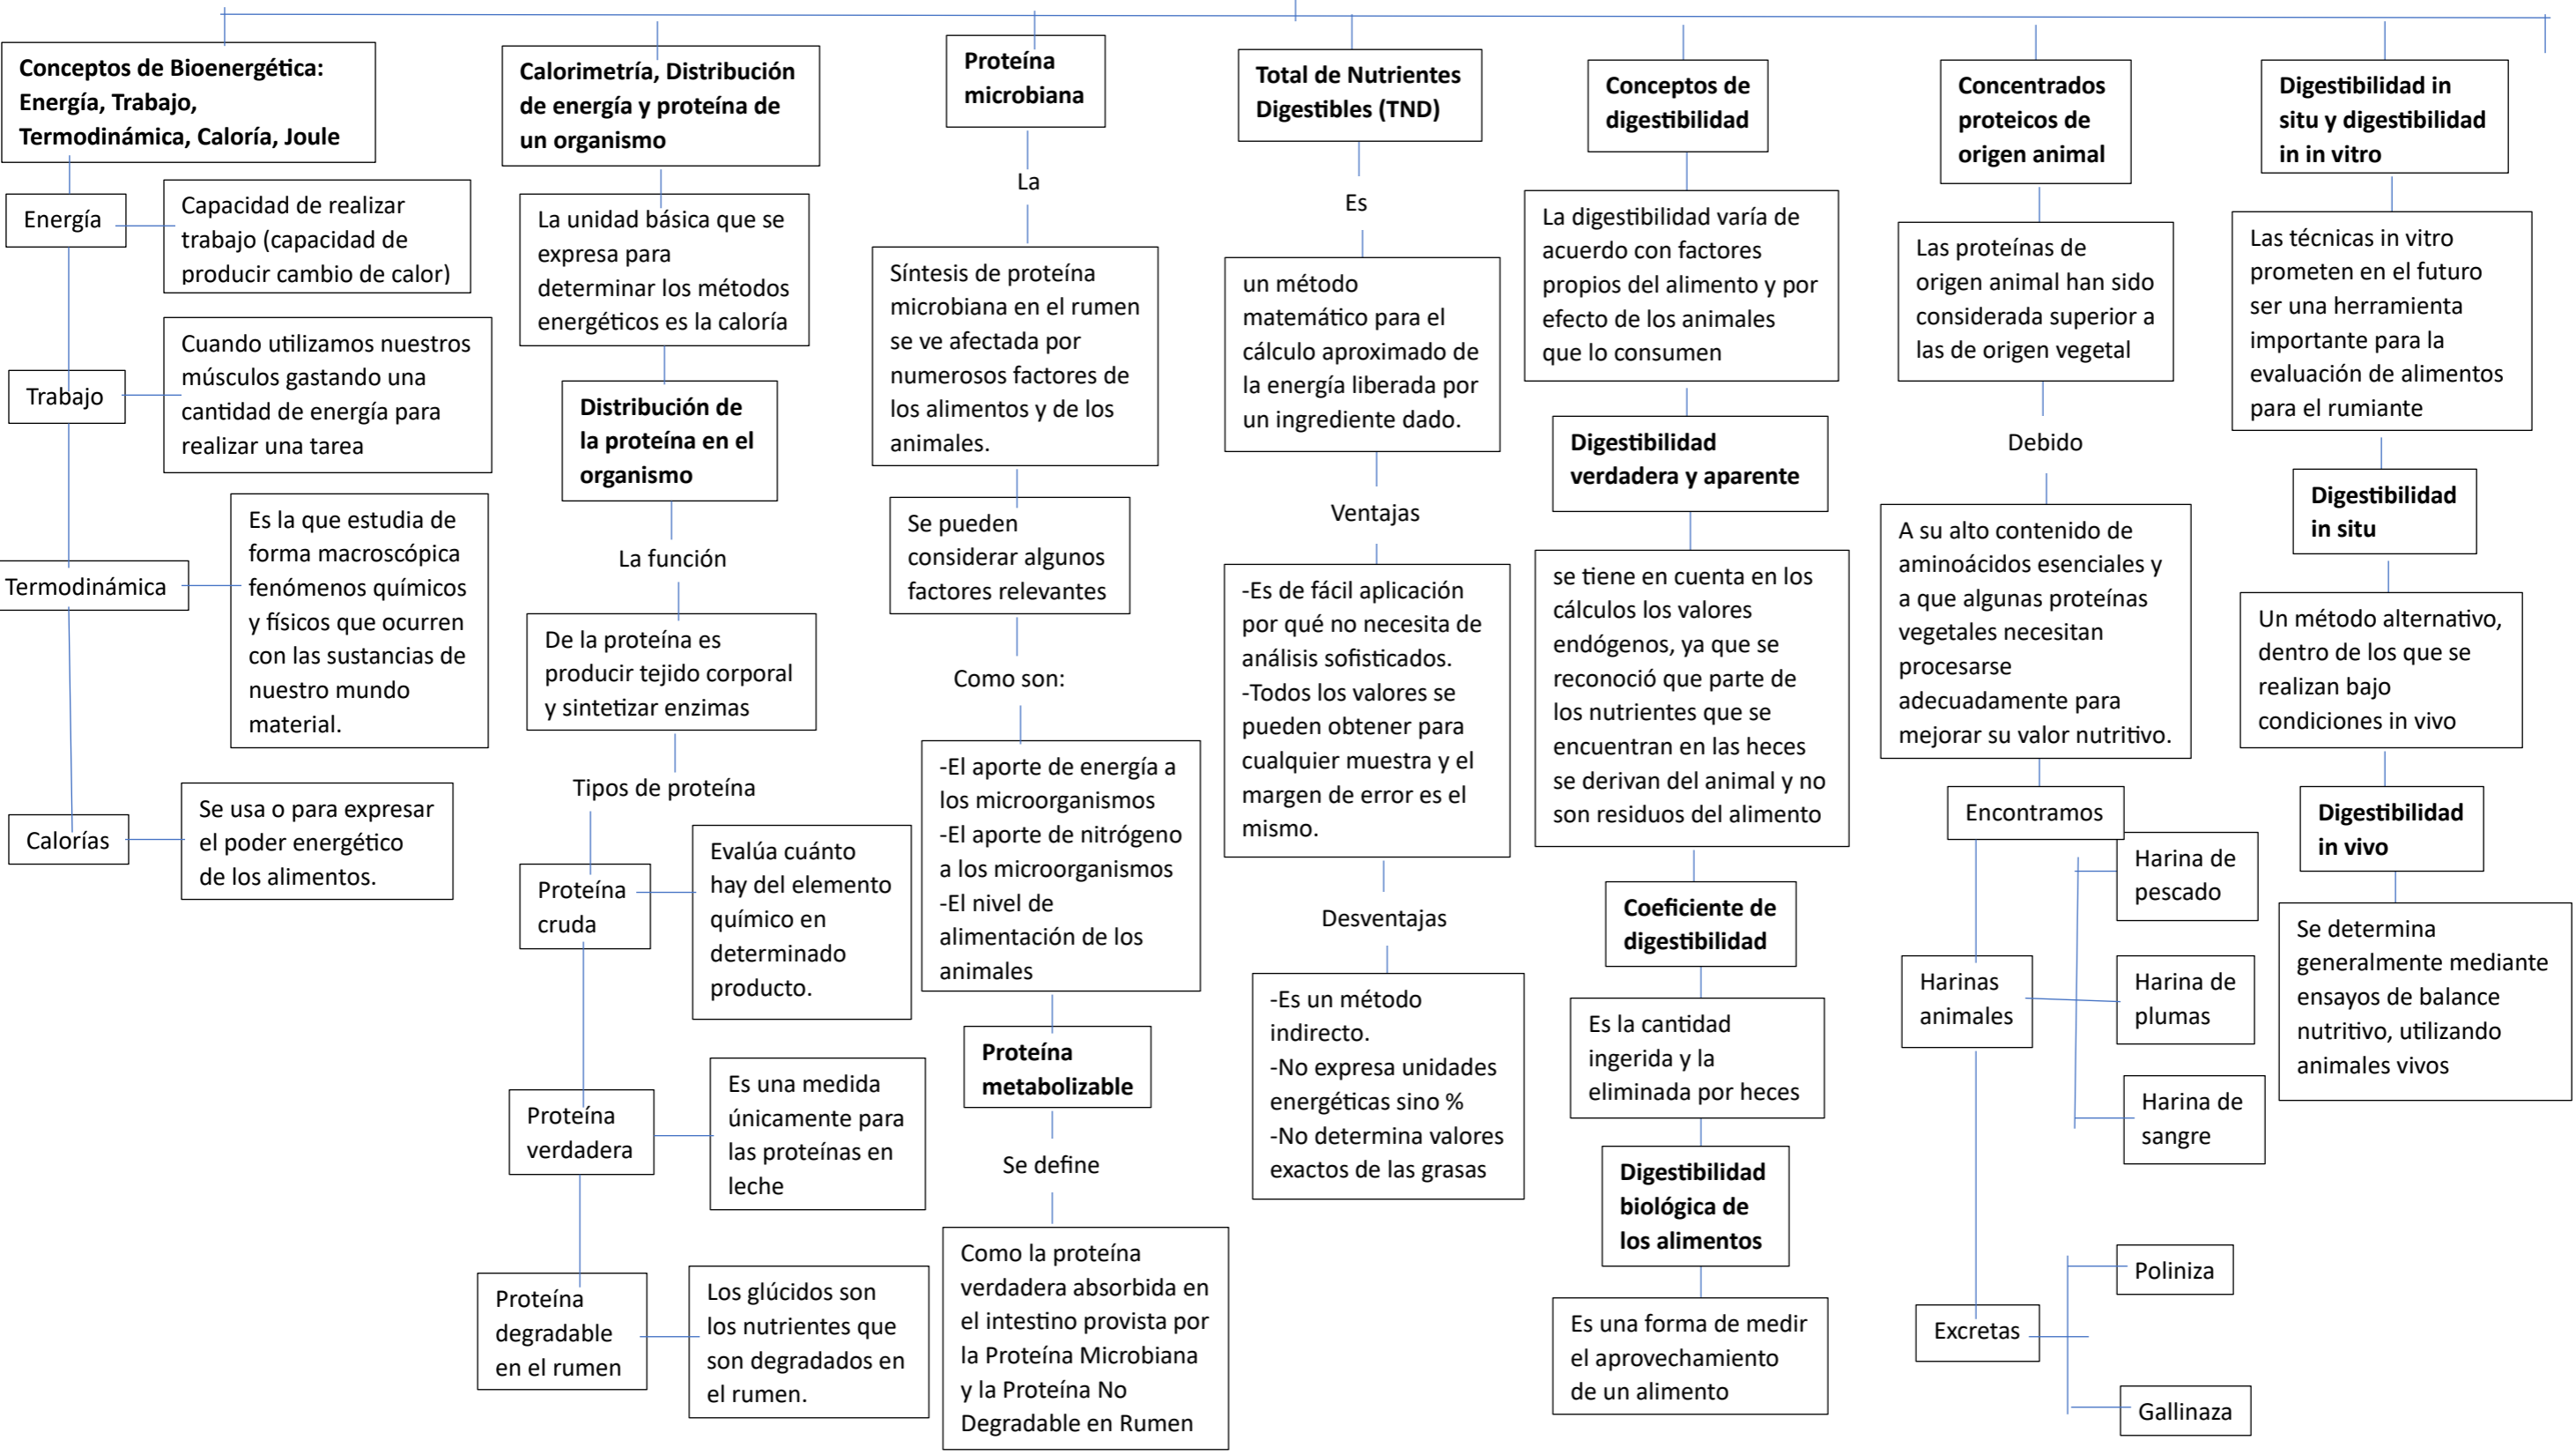 Conceptos de Bioenergética:
Energía, Trabajo,
Termodinámica, Caloría, Joule
Energía
Capacidad de realizar
trabajo (capacidad de
producir cambio de calor)
Trabajo
Cuando utilizamos nuestros
músculos gastando una
cantidad de energía para
realizar una tarea
Termodinámica
Es la que estudia de
forma macroscópica
fenómenos químicos
y físicos que ocurren
con las sustancias de
nuestro mundo
material.
Calorías
Se usa o para expresar
el poder energético
de los alimentos.
Calorimetría, Distribución
de energía y proteína de
un organismo
La unidad básica que se
expresa para
determinar los métodos
energéticos es la caloría
Distribución de
la proteína en el
organismo
La función
De la proteína es
producir tejido corporal
y sintetizar enzimas
Tipos de proteína
Proteína
cruda
Evalúa cuánto
hay del elemento
químico en
determinado
producto.
Proteína
verdadera
Es una medida
únicamente para
las proteínas en
leche
Proteína
degradable
en el rumen
Los glúcidos son
los nutrientes que
son degradados en
el rumen.
Proteína
microbiana
La
Síntesis de proteína
microbiana en el rumen
se ve afectada por
numerosos factores de
los alimentos y de los
animales.
Se pueden
considerar algunos
factores relevantes
Como son:
-El aporte de energía a
los microorganismos
-El aporte de nitrógeno
a los microorganismos
-El nivel de
alimentación de los
animales
Proteína
metabolizable
Se define
Como la proteína
verdadera absorbida en
el intestino provista por
la Proteína Microbiana
y la Proteína No
Degradable en Rumen
Total de Nutrientes
Digestibles (TND)
Es
un método
matemático para el
cálculo aproximado de
la energía liberada por
un ingrediente dado.
Ventajas
-Es de fácil aplicación
por qué no necesita de
análisis sofisticados.
-Todos los valores se
pueden obtener para
cualquier muestra y el
margen de error es el
mismo.
Desventajas
-Es un método
indirecto.
-No expresa unidades
energéticas sino %
-No determina valores
exactos de las grasas
Conceptos de
digestibilidad
La digestibilidad varía de
acuerdo con factores
propios del alimento y por
efecto de los animales
que lo consumen
Digestibilidad
verdadera y aparente
se tiene en cuenta en los
cálculos los valores
endógenos, ya que se
reconoció que parte de
los nutrientes que se
encuentran en las heces
se derivan del animal y no
son residuos del alimento
Coeficiente de
digestibilidad
Es la cantidad
ingerida y la
eliminada por heces
Digestibilidad
biológica de
los alimentos
Es una forma de medir
el aprovechamiento
de un alimento
Concentrados
proteicos de
origen animal
Las proteínas de
origen animal han sido
considerada superior a
las de origen vegetal
Debido
A su alto contenido de
aminoácidos esenciales y
a que algunas proteínas
vegetales necesitan
procesarse
adecuadamente para
mejorar su valor nutritivo.
Encontramos
Harinas
animales
Harina de
pescado
Harina de
plumas
Harina de
sangre
Excretas
Poliniza
Gallinaza
Digestibilidad in
situ y digestibilidad
in in vitro
Las técnicas in vitro
prometen en el futuro
ser una herramienta
importante para la
evaluación de alimentos
para el rumiante
Digestibilidad
in situ
Un método alternativo,
dentro de los que se
realizan bajo
condiciones in vivo
Digestibilidad
in vivo
Se determina
generalmente mediante
ensayos de balance
nutritivo, utilizando
animales vivos